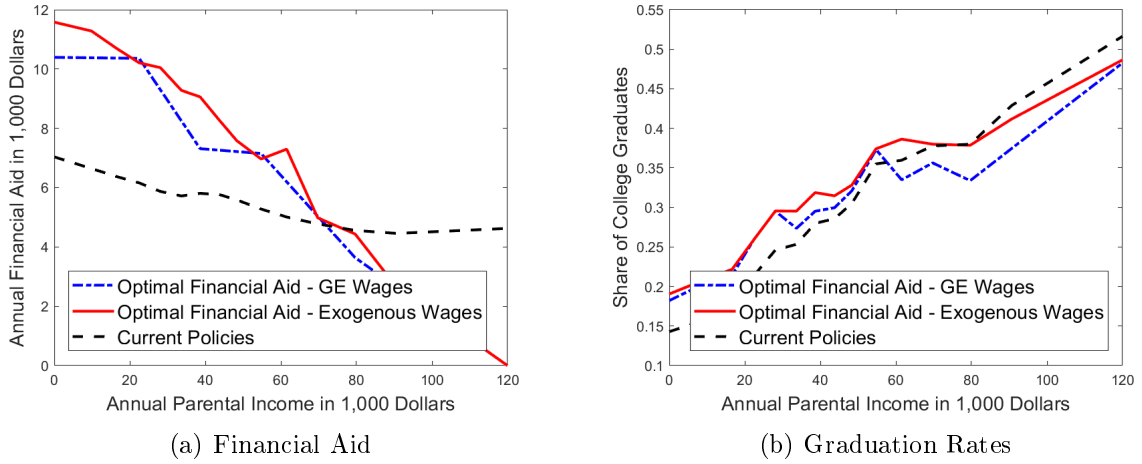 12
10
8
6
4
2
0
Annual Financial Aid in 1,000 Dollars
Optimal Financial Aid - GE Wages
Optimal Financial Aid - Exogenous Wages
Current Policies
0 20 40 60 80 100 120
Annual Parental Income in 1,000 Dollars
(a) Financial Aid
0.55
0.5
0.45
0.4
0.35
0.3
0.25
0.2
0.15
0.1
Share of College Graduates
Optimal Financial Aid - GE Wages
Optimal Financial Aid - Exogenous Wages
Current Policies
0 20 40 60 80 100 120
Annual Parental Income in 1,000 Dollars
(b) Graduation Rates